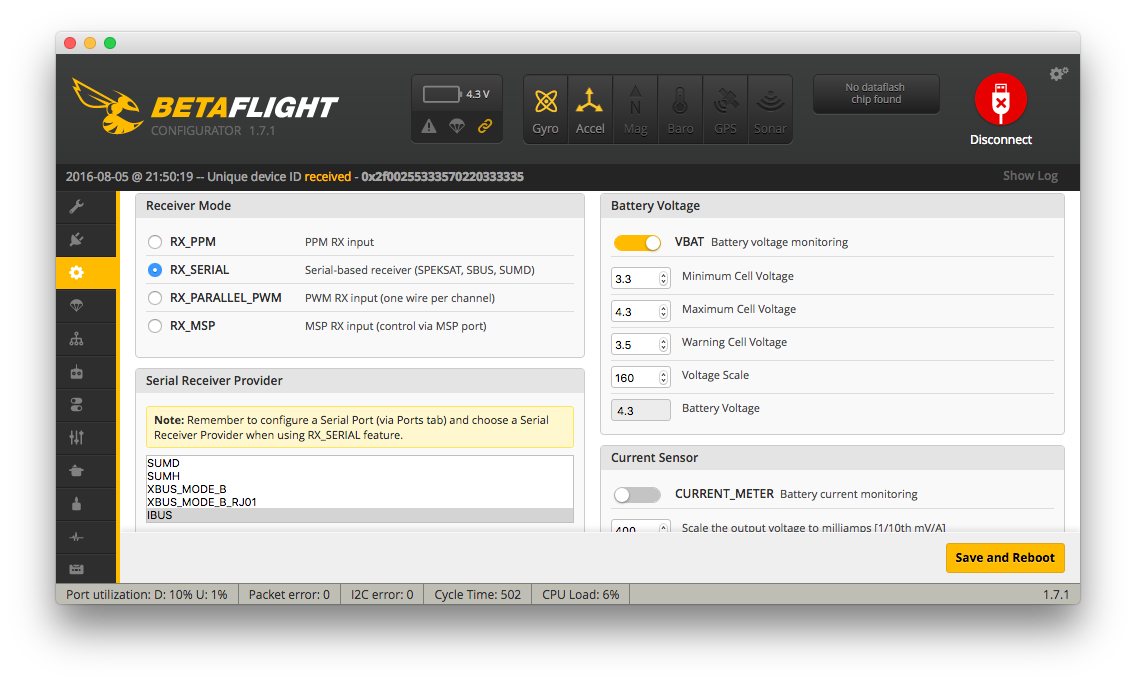 BETAFLIGHT
CONFIGURATOR 1.7.1
4.3 V
Gyro
Accel
Mag
Baro
GPS
Sonar
No dataflash
chip found
Disconnect
2016-08-05 @ 21:50:19 -- Unique device ID received - 0x2f00255333570220333335
Show Log
Receiver Mode
RX_PPM PPM RX input
RX_SERIAL Serial-based receiver (SPEKSAT, SBUS, SUMD)
RX_PARALLEL_PWM PWM RX input (one wire per channel)
RX_MSP MSP RX input (control via MSP port)
Serial Receiver Provider
Note: Remember to configure a Serial Port (via Ports tab) and choose a Serial
Receiver Provider when using RX_SERIAL feature.
SUMD
SUMH
XBUS_MODE_B
XBUS_MODE_B_RJ01
IBUS
Battery Voltage
VBAT Battery voltage monitoring
3.3 Minimum Cell Voltage
4.3 Maximum Cell Voltage
3.5 Warning Cell Voltage
160 Voltage Scale
4.3 Battery Voltage
Current Sensor
CURRENT_METER Battery current monitoring
400 Scale the output voltage to milliamps [1/10th mV/A]
Save and Reboot
Port utilization: D: 10% U: 1%
Packet error: 0
I2C error: 0
Cycle Time: 502
CPU Load: 6%
1.7.1